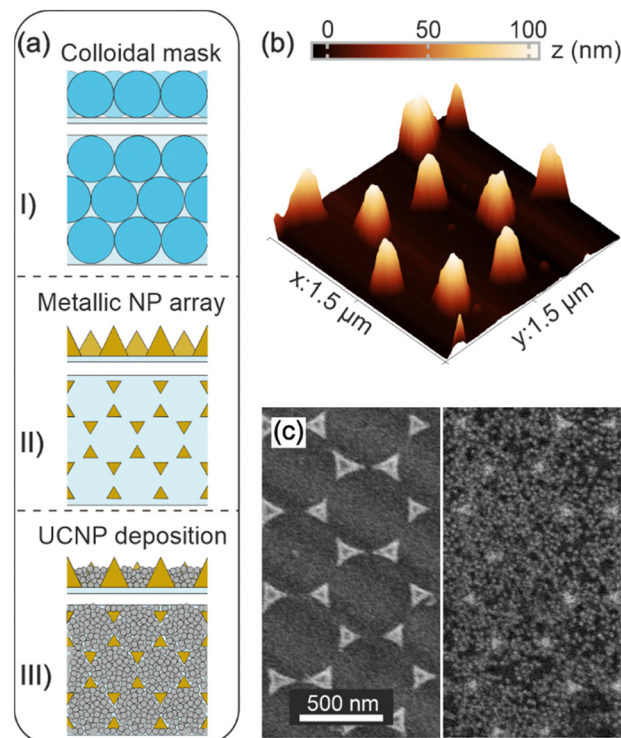 (a)
Colloidal mask
I)
Metallic NP array
II)
UCNP deposition
III)
(b)
0 50 100
z (nm)
x:1.5 μm
y:1.5 μm
(c)
500 nm